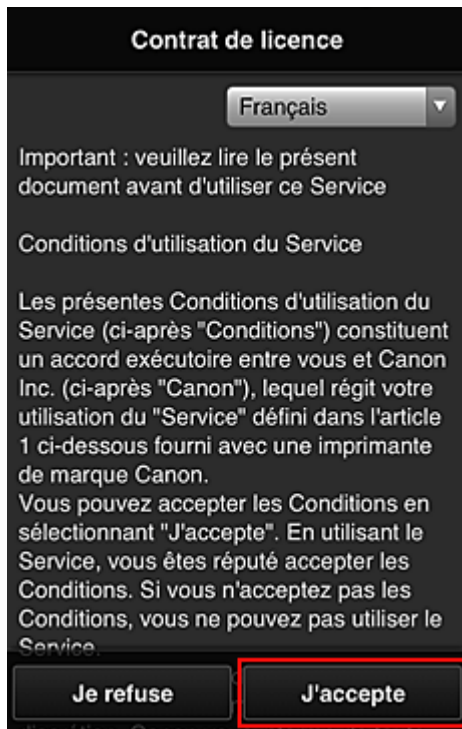 Contrat de licence
Français
Important : veuillez lire le présent
document avant d'utiliser ce Service
Conditions d'utilisation du Service
Les présentes Conditions d'utilisation du
Service (ci-après "Conditions") constituent
un accord exécutoire entre vous et Canon
Inc. (ci-après "Canon"), lequel régit votre
utilisation du "Service" défini dans l'article
1 ci-dessous fourni avec une imprimante
de marque Canon.
Vous pouvez accepter les Conditions en
sélectionnant "J'accepte". En utilisant le
Service, vous êtes réputé accepter les
Conditions. Si vous n'acceptez pas les
Conditions, vous ne pouvez pas utiliser le
Service.
Je refuse
J'accepte